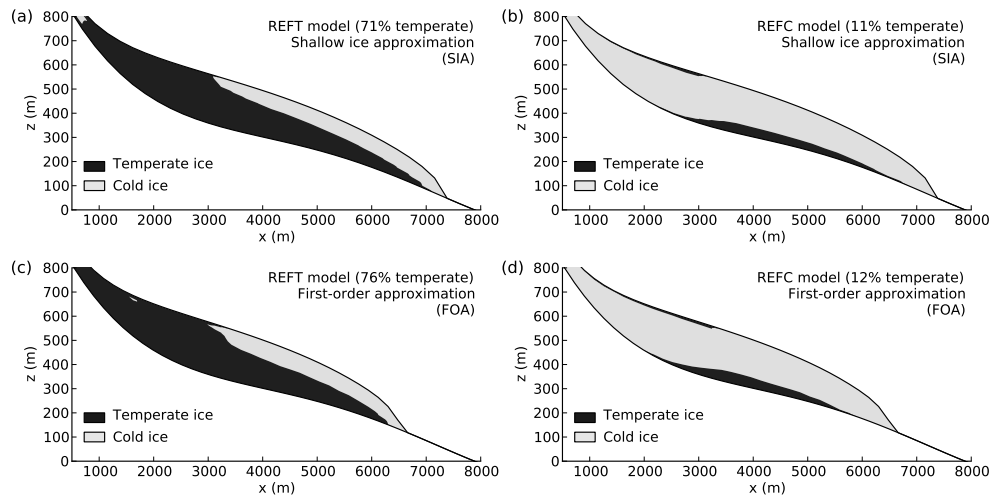 (a)
REFT model (71% temperate)
Shallow ice approximation
(SIA)
800
700
600
500
400
300
200
100
0
z (m)
Temperate ice
Cold ice
1000 2000 3000 4000 5000 6000 7000 8000
x (m)
(b)
REFC model (11% temperate)
Shallow ice approximation
(SIA)
800
700
600
500
400
300
200
100
0
z (m)
Temperate ice
Cold ice
1000 2000 3000 4000 5000 6000 7000 8000
x (m)
(c)
REFT model (76% temperate)
First-order approximation
(FOA)
800
700
600
500
400
300
200
100
0
z (m)
Temperate ice
Cold ice
1000 2000 3000 4000 5000 6000 7000 8000
x (m)
(d)
REFC model (12% temperate)
First-order approximation
(FOA)
800
700
600
500
400
300
200
100
0
z (m)
Temperate ice
Cold ice
1000 2000 3000 4000 5000 6000 7000 8000
x (m)